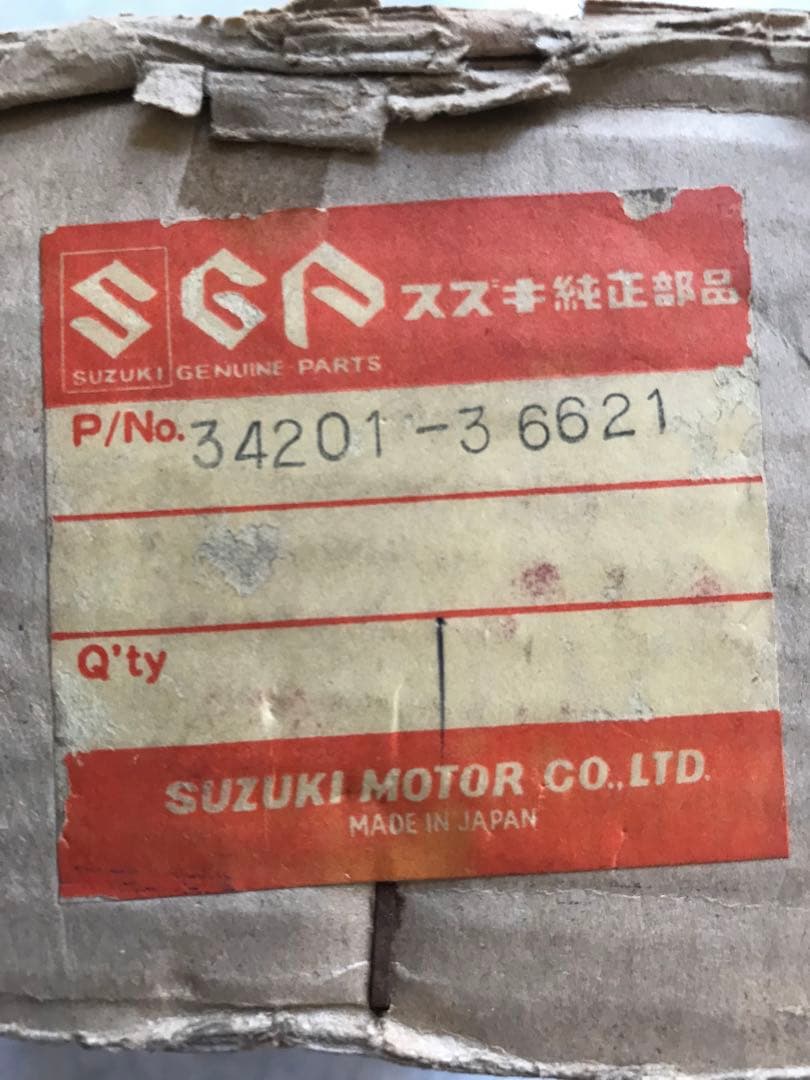 SGP スズキ純正部品
SUZUKI GENUINE PARTS
P/No. 34201-36621
Q'ty 1
SUZUKI MOTOR CO.,LTD.
MADE IN JAPAN